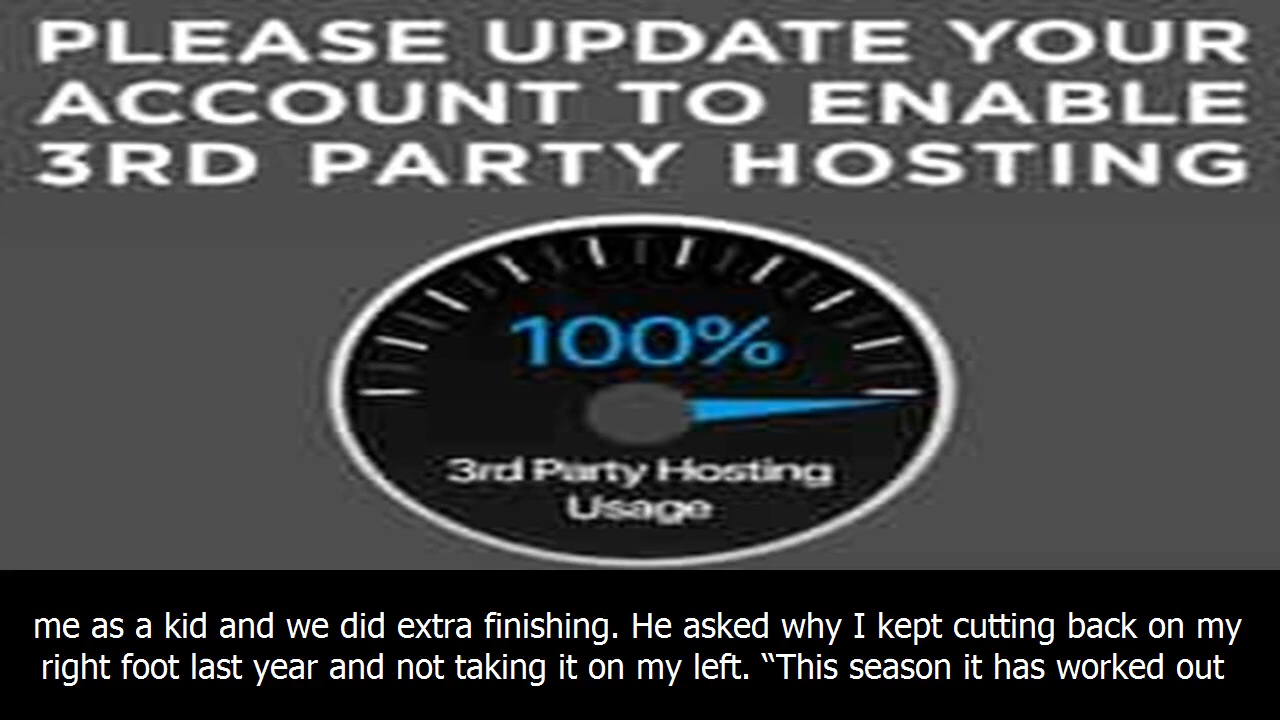 PLEASE UPDATE YOUR
ACCOUNT TO ENABLE
3RD PARTY HOSTING
100%
3rd Party Hosting
Usage
me as a kid and we did extra finishing. He asked why I kept cutting back on my
right foot last year and not taking it on my left. “This season it has worked out